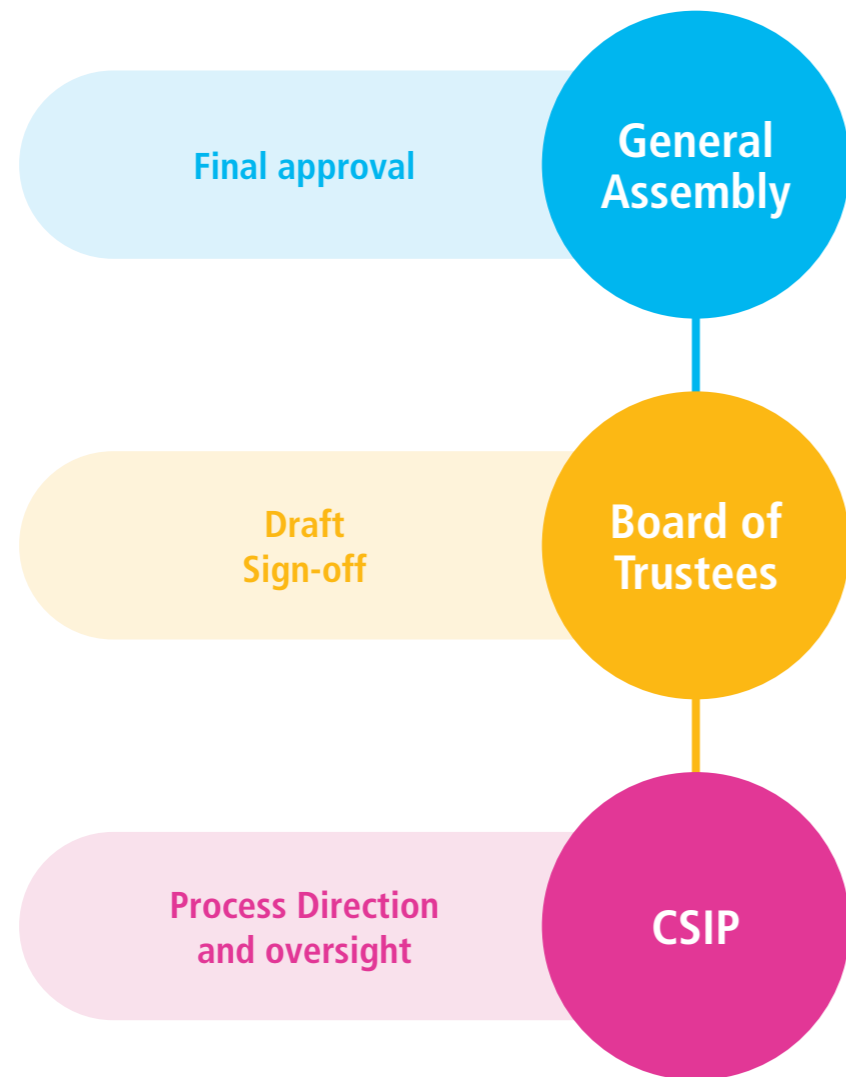 Final approval
General
Assembly
Draft
Sign-off
Board of
Trustees
Process Direction
and oversight
CSIP